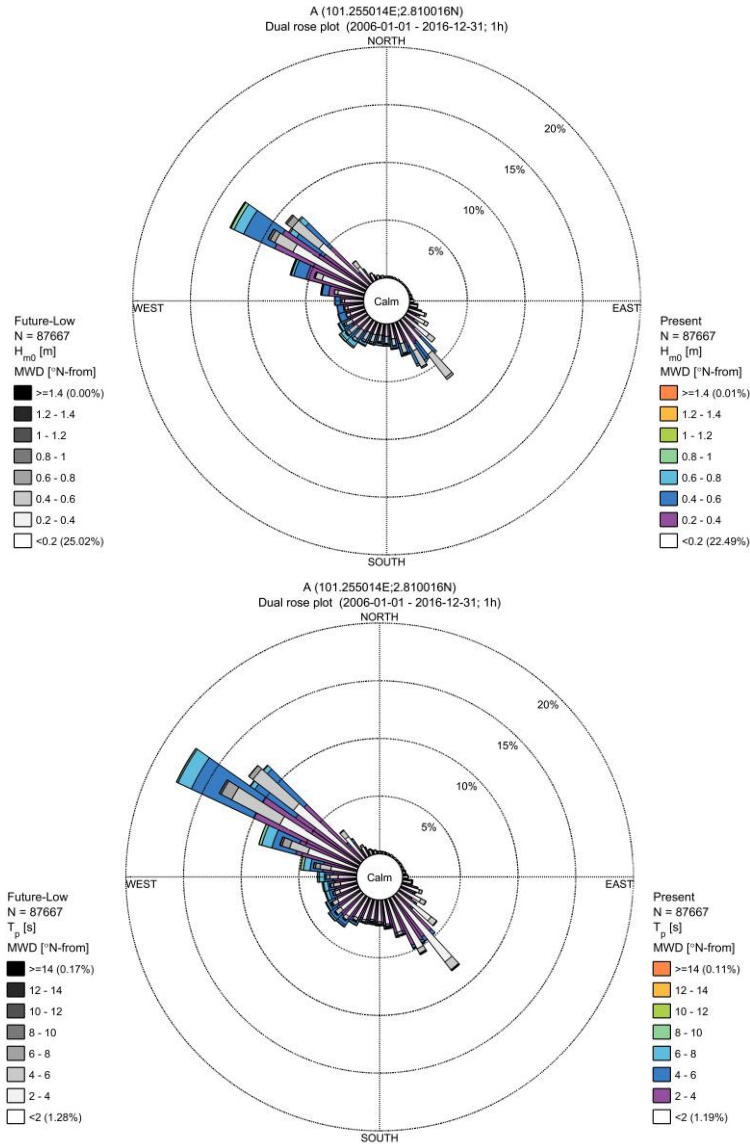 A (101.255014E;2.810016N)
Dual rose plot (2006-01-01 - 2016-12-31; 1h)
NORTH
20%
15%
10%
5%
Calm
WEST
EAST
SOUTH
Future-Low
N = 87667
Hm0 [m]
MWD [°N-from]
>=1.4 (0.00%)
1.2 - 1.4
1 - 1.2
0.8 - 1
0.6 - 0.8
0.4 - 0.6
0.2 - 0.4
<0.2 (25.02%)
Present
N = 87667
Hm0 [m]
MWD [°N-from]
>=1.4 (0.01%)
1.2 - 1.4
1 - 1.2
0.8 - 1
0.6 - 0.8
0.4 - 0.6
0.2 - 0.4
<0.2 (22.49%)
A (101.255014E;2.810016N)
Dual rose plot (2006-01-01 - 2016-12-31; 1h)
NORTH
20%
15%
10%
5%
Calm
WEST
EAST
SOUTH
Future-Low
N = 87667
Tp [s]
MWD [°N-from]
>=14 (0.17%)
12 - 14
10 - 12
8 - 10
6 - 8
4 - 6
2 - 4
<2 (1.28%)
Present
N = 87667
Tp [s]
MWD [°N-from]
>=14 (0.11%)
12 - 14
10 - 12
8 - 10
6 - 8
4 - 6
2 - 4
<2 (1.19%)